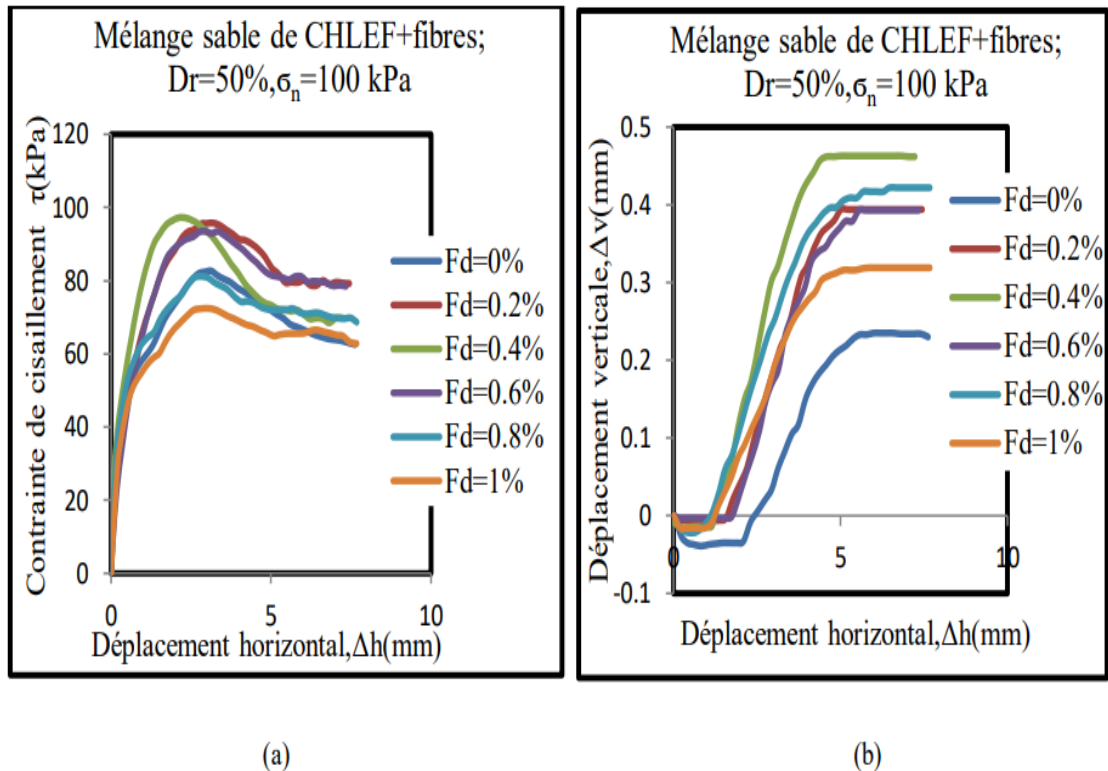 Mélange sable de CHLEF+fibres;
Dr=50%,σn=100 kPa
Contrainte de cisaillement τ(kPa)
120
100
80
60
40
20
0
0
5
10
Déplacement horizontal,Δh(mm)
Fd=0%
Fd=0.2%
Fd=0.4%
Fd=0.6%
Fd=0.8%
Fd=1%
(a)
Mélange sable de CHLEF+fibres;
Dr=50%,σn=100 kPa
Déplacement verticale,Δv(mm)
0.5
0.4
0.3
0.2
0.1
0
-0.1
0
5
10
Déplacement horizontal,Δh(mm)
Fd=0%
Fd=0.2%
Fd=0.4%
Fd=0.6%
Fd=0.8%
Fd=1%
(b)